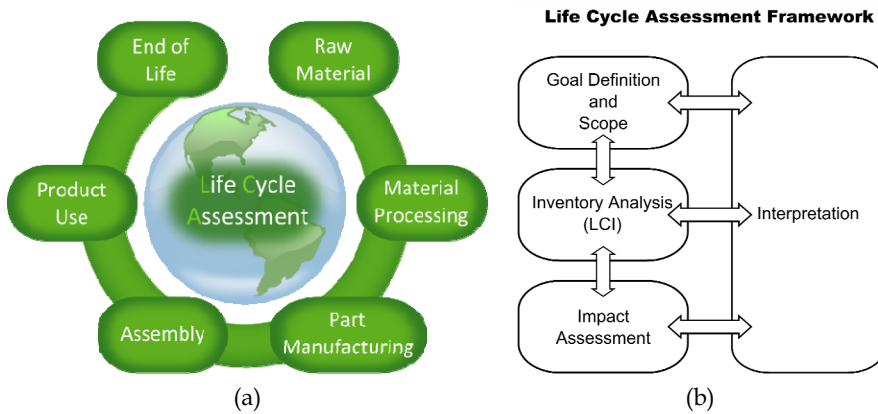 End of
Life
Raw
Material
Product
Use
Life Cycle
Assessment
Material
Processing
Assembly
Part
Manufacturing
(a)
Life Cycle Assessment Framework
Goal Definition
and
Scope
Inventory Analysis
(LCI)
Interpretation
Impact
Assessment
(b)